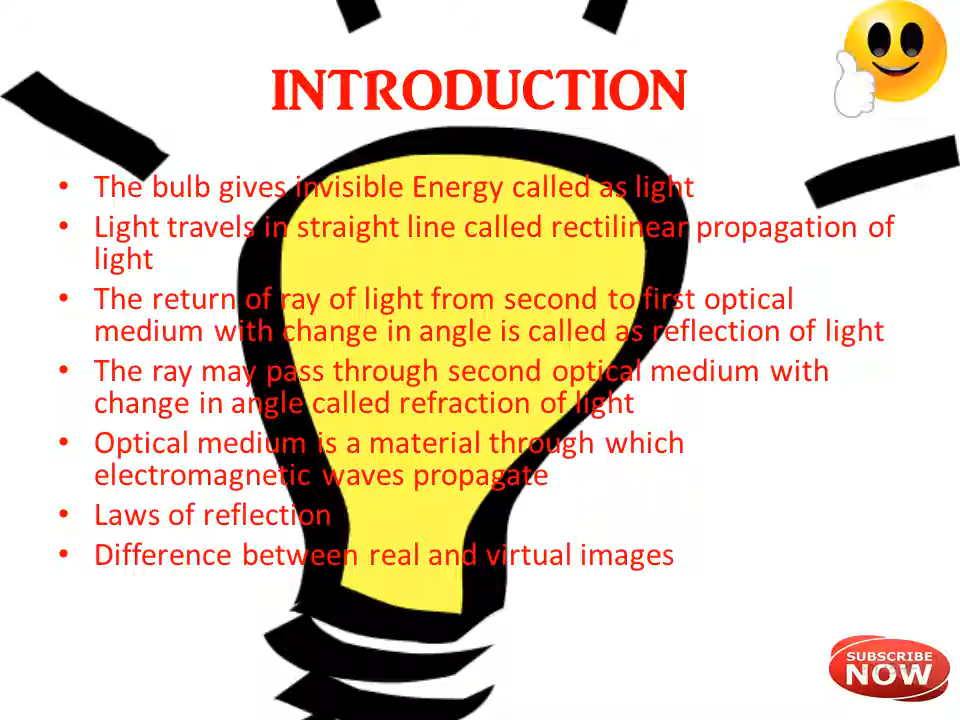 INTRODUCTION
• The bulb gives invisible Energy called as light
• Light travels in straight line called rectilinear propagation of
light
• The return of ray of light from second to first optical
medium with change in angle is called as reflection of light
• The ray may pass through second optical medium with
change in angle called refraction of light
• Optical medium is a material through which
electromagnetic waves propagate
• Laws of reflection
• Difference between real and virtual images
SUBSCRIBE
NOW